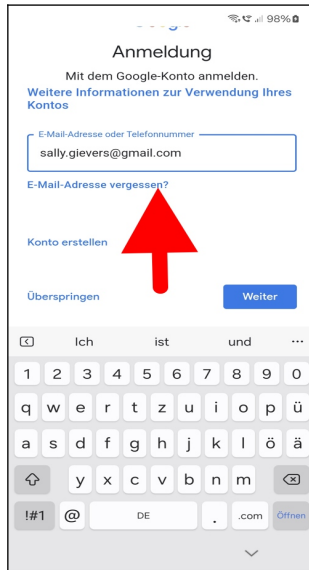 98%
Anmeldung
Mit dem Google-Konto anmelden.
Weitere Informationen zur Verwendung Ihres
Kontos
E-Mail-Adresse oder Telefonnummer
sally.gievers@gmail.com
E-Mail-Adresse vergessen?
Konto erstellen
Überspringen Weiter
Ich ist und ...
1 2 3 4 5 6 7 8 9 0
q w e r t z u i o p ü
a s d f g h j k l ö ä
y x c v b n m
!#1 @ DE . .com Öffnen